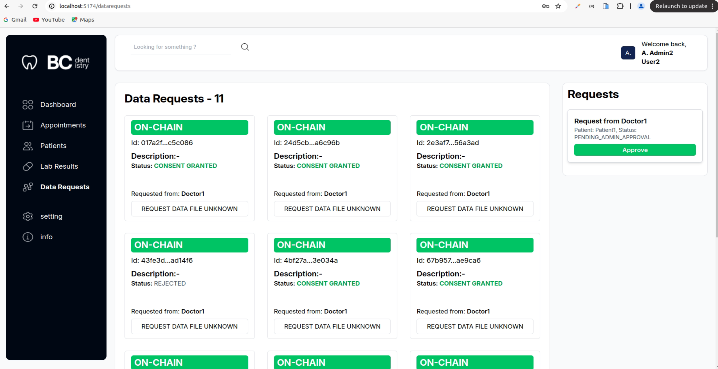 localhost:5174/datarequests
Relaunch to update
Gmail
YouTube
Maps
BC dentistry
Looking for something ?
A.
Welcome back,
A. Admin2
User2
Dashboard
Appointments
Patients
Lab Results
Data Requests
setting
info
Data Requests - 11
ON-CHAIN
Id: 017a2f...c5c086
Description:-
Status: CONSENT GRANTED
Requested from: Doctor1
REQUEST DATA FILE UNKNOWN
ON-CHAIN
Id: 24d5cb...a6c96b
Description:-
Status: CONSENT GRANTED
Requested from: Doctor1
REQUEST DATA FILE UNKNOWN
ON-CHAIN
Id: 2e3af7...56a3ad
Description:-
Status: CONSENT GRANTED
Requested from: Doctor1
REQUEST DATA FILE UNKNOWN
ON-CHAIN
Id: 43fe3d...ad14f6
Description:-
Status: REJECTED
Requested from: Doctor1
REQUEST DATA FILE UNKNOWN
ON-CHAIN
Id: 4bf27a...3e034a
Description:-
Status: CONSENT GRANTED
Requested from: Doctor1
REQUEST DATA FILE UNKNOWN
ON-CHAIN
Id: 67b957...ae9ca6
Description:-
Status: CONSENT GRANTED
Requested from: Doctor1
REQUEST DATA FILE UNKNOWN
ON-CHAIN
ON-CHAIN
ON-CHAIN
Requests
Request from Doctor1
Patient: Patient1, Status:
PENDING_ADMIN_APPROVAL
Approve